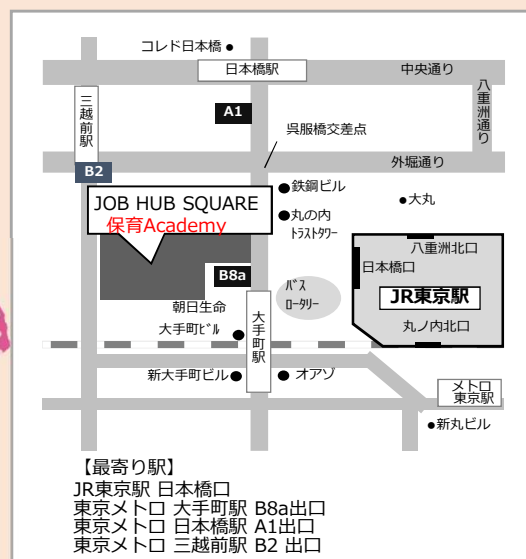 コレド日本橋
日本橋駅
中央通り
八重洲通り
三越前駅
A1
呉服橋交差点
外堀通り
B2
鉄鋼ビル
大丸
JOB HUB SQUARE
保育Academy
丸の内
ﾄﾗｽﾄﾀﾜｰ
八重洲北口
日本橋口
B8a
ﾊﾞｽ
ﾛｰﾀﾘｰ
JR東京駅
朝日生命
大手町ﾋﾞﾙ
大手町駅
丸ノ内北口
新大手町ビル
オアゾ
メトロ
東京駅
新丸ビル
【最寄り駅】
JR東京駅 日本橋口
東京メトロ 大手町駅 B8a出口
東京メトロ 日本橋駅 A1出口
東京メトロ 三越前駅 B2 出口